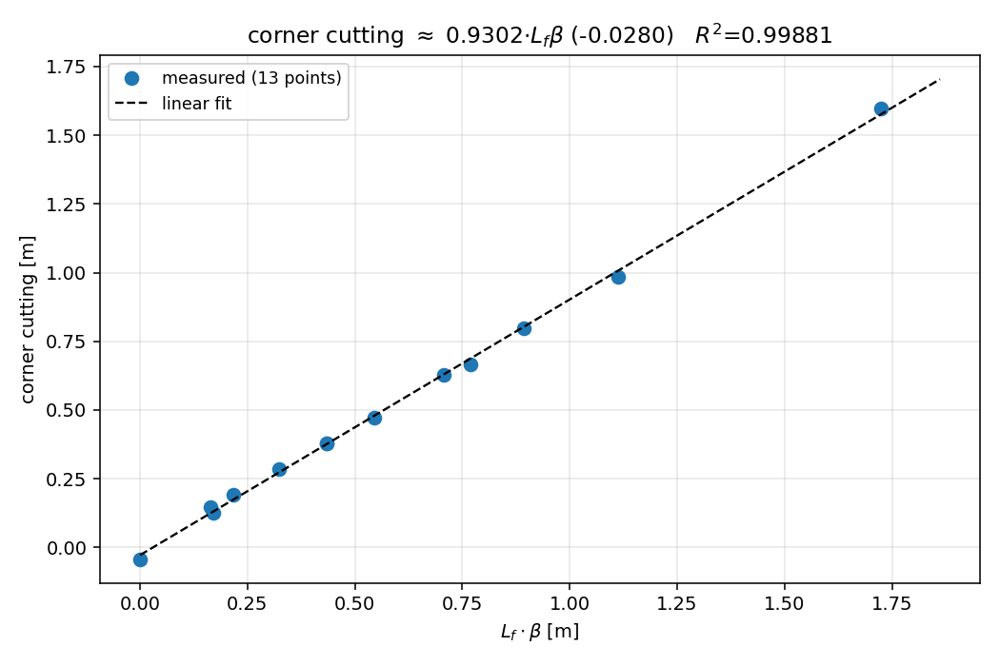 corner cutting ≈ 0.9302·L_fβ (-0.0280)   R²=0.99881
measured (13 points)
linear fit
1.75
1.50
1.25
1.00
0.75
0.50
0.25
0.00
corner cutting [m]
0.00 0.25 0.50 0.75 1.00 1.25 1.50 1.75
L_f · β [m]